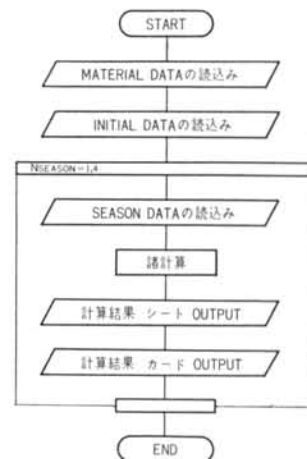 START
MATERIAL DATAの読込み
INITIAL DATAの読込み
NSEASON=1,4
SEASON DATAの読込み
諸計算
計算結果 シート OUTPUT
計算結果 カード OUTPUT
END